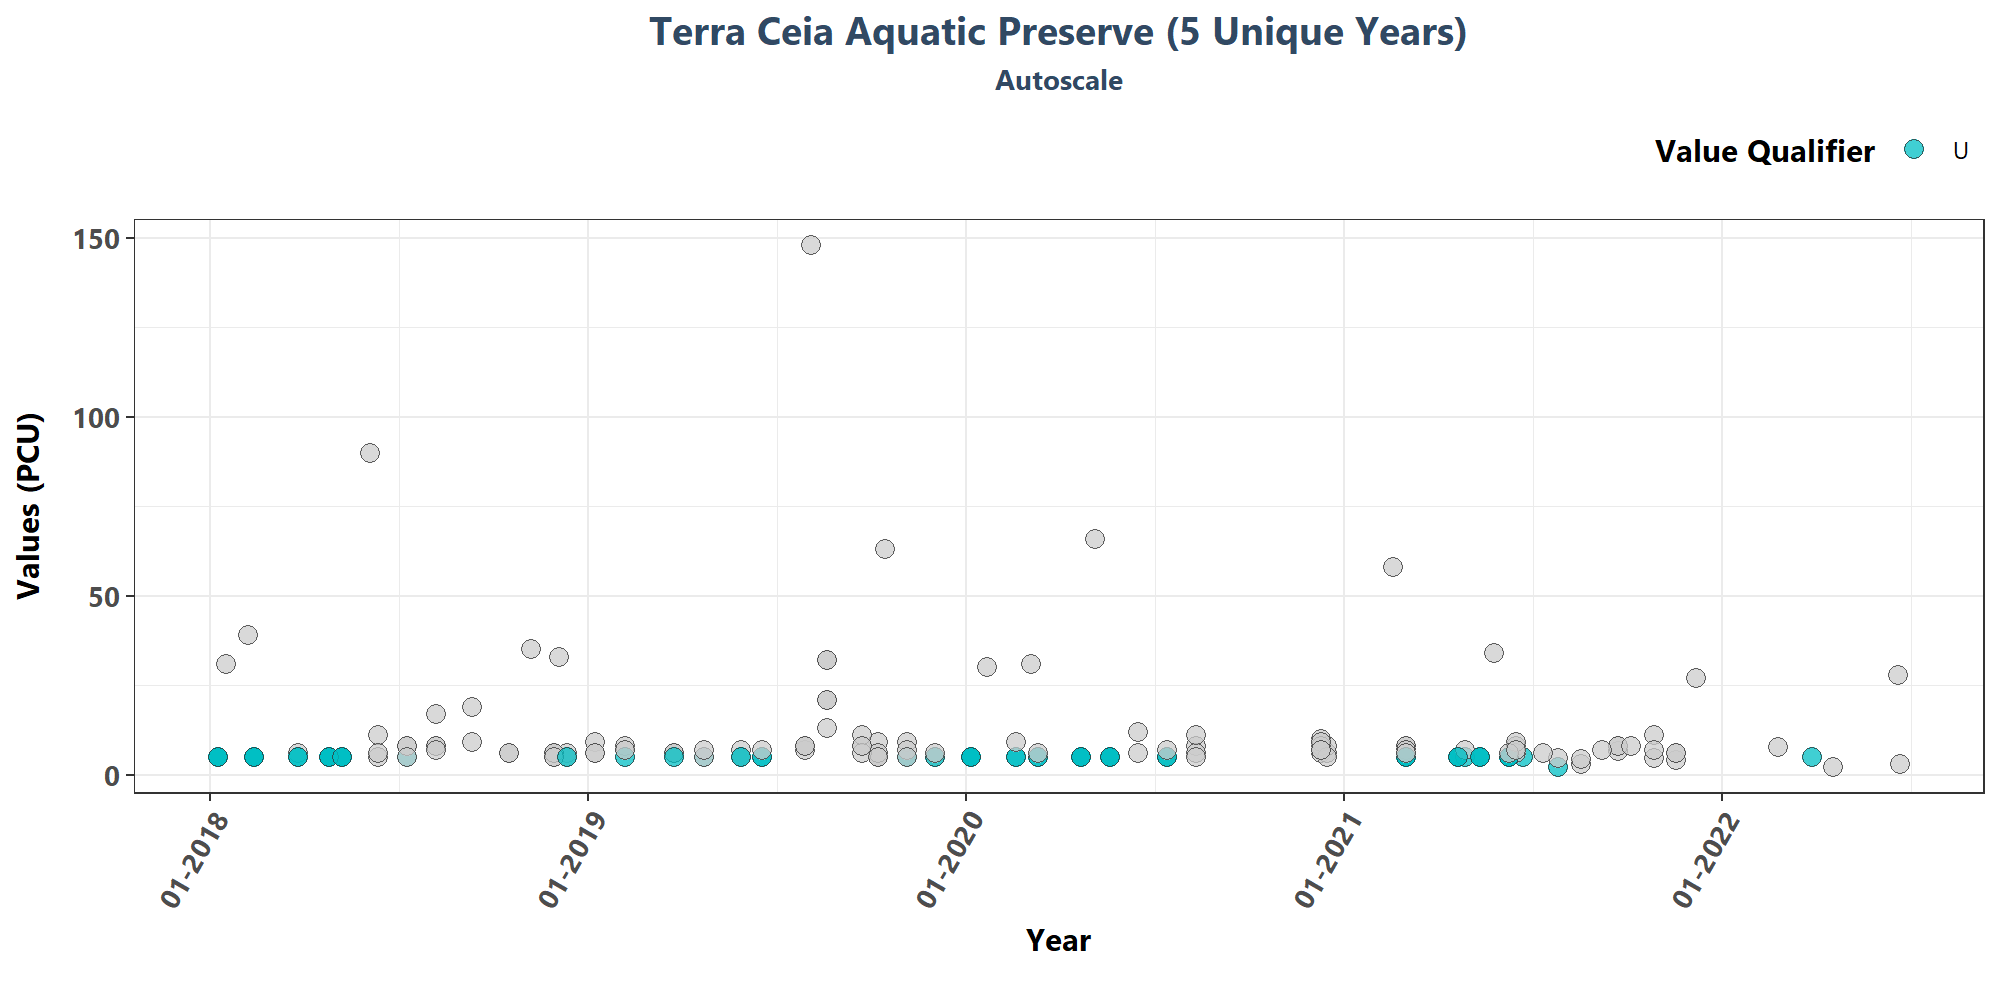 Terra Ceia Aquatic Preserve (5 Unique Years)
Autoscale
Value Qualifier U
Values (PCU)
150
100
50
0
01-2018
01-2019
01-2020
01-2021
01-2022
Year